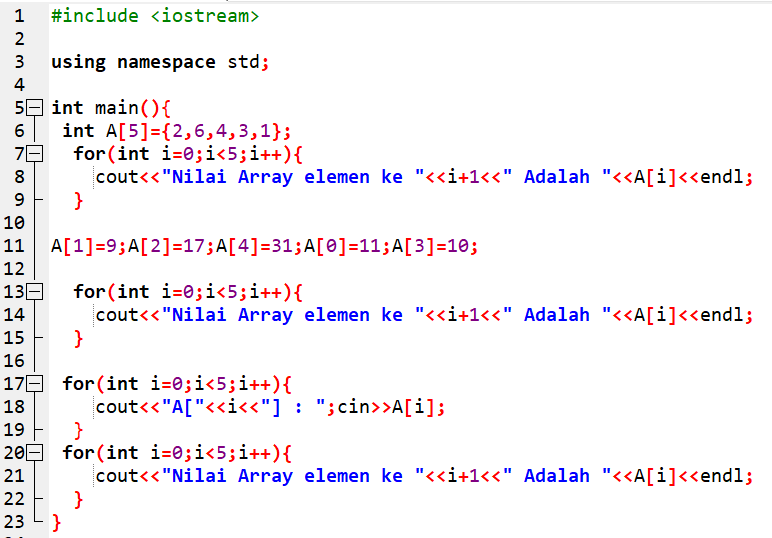 1 #include <iostream>
2
3 using namespace std;
4
5 int main(){
6 int A[5]={2,6,4,3,1};
7 for(int i=0;i<5;i++){
8 cout<<"Nilai Array elemen ke "<<i+1<<" Adalah "<<A[i]<<endl;
9 }
10
11 A[1]=9;A[2]=17;A[4]=31;A[0]=11;A[3]=10;
12
13 for(int i=0;i<5;i++){
14 cout<<"Nilai Array elemen ke "<<i+1<<" Adalah "<<A[i]<<endl;
15 }
16
17 for(int i=0;i<5;i++){
18 cout<<"A["<<i<<"] : ";cin>>A[i];
19 }
20 for(int i=0;i<5;i++){
21 cout<<"Nilai Array elemen ke "<<i+1<<" Adalah "<<A[i]<<endl;
22 }
23 }